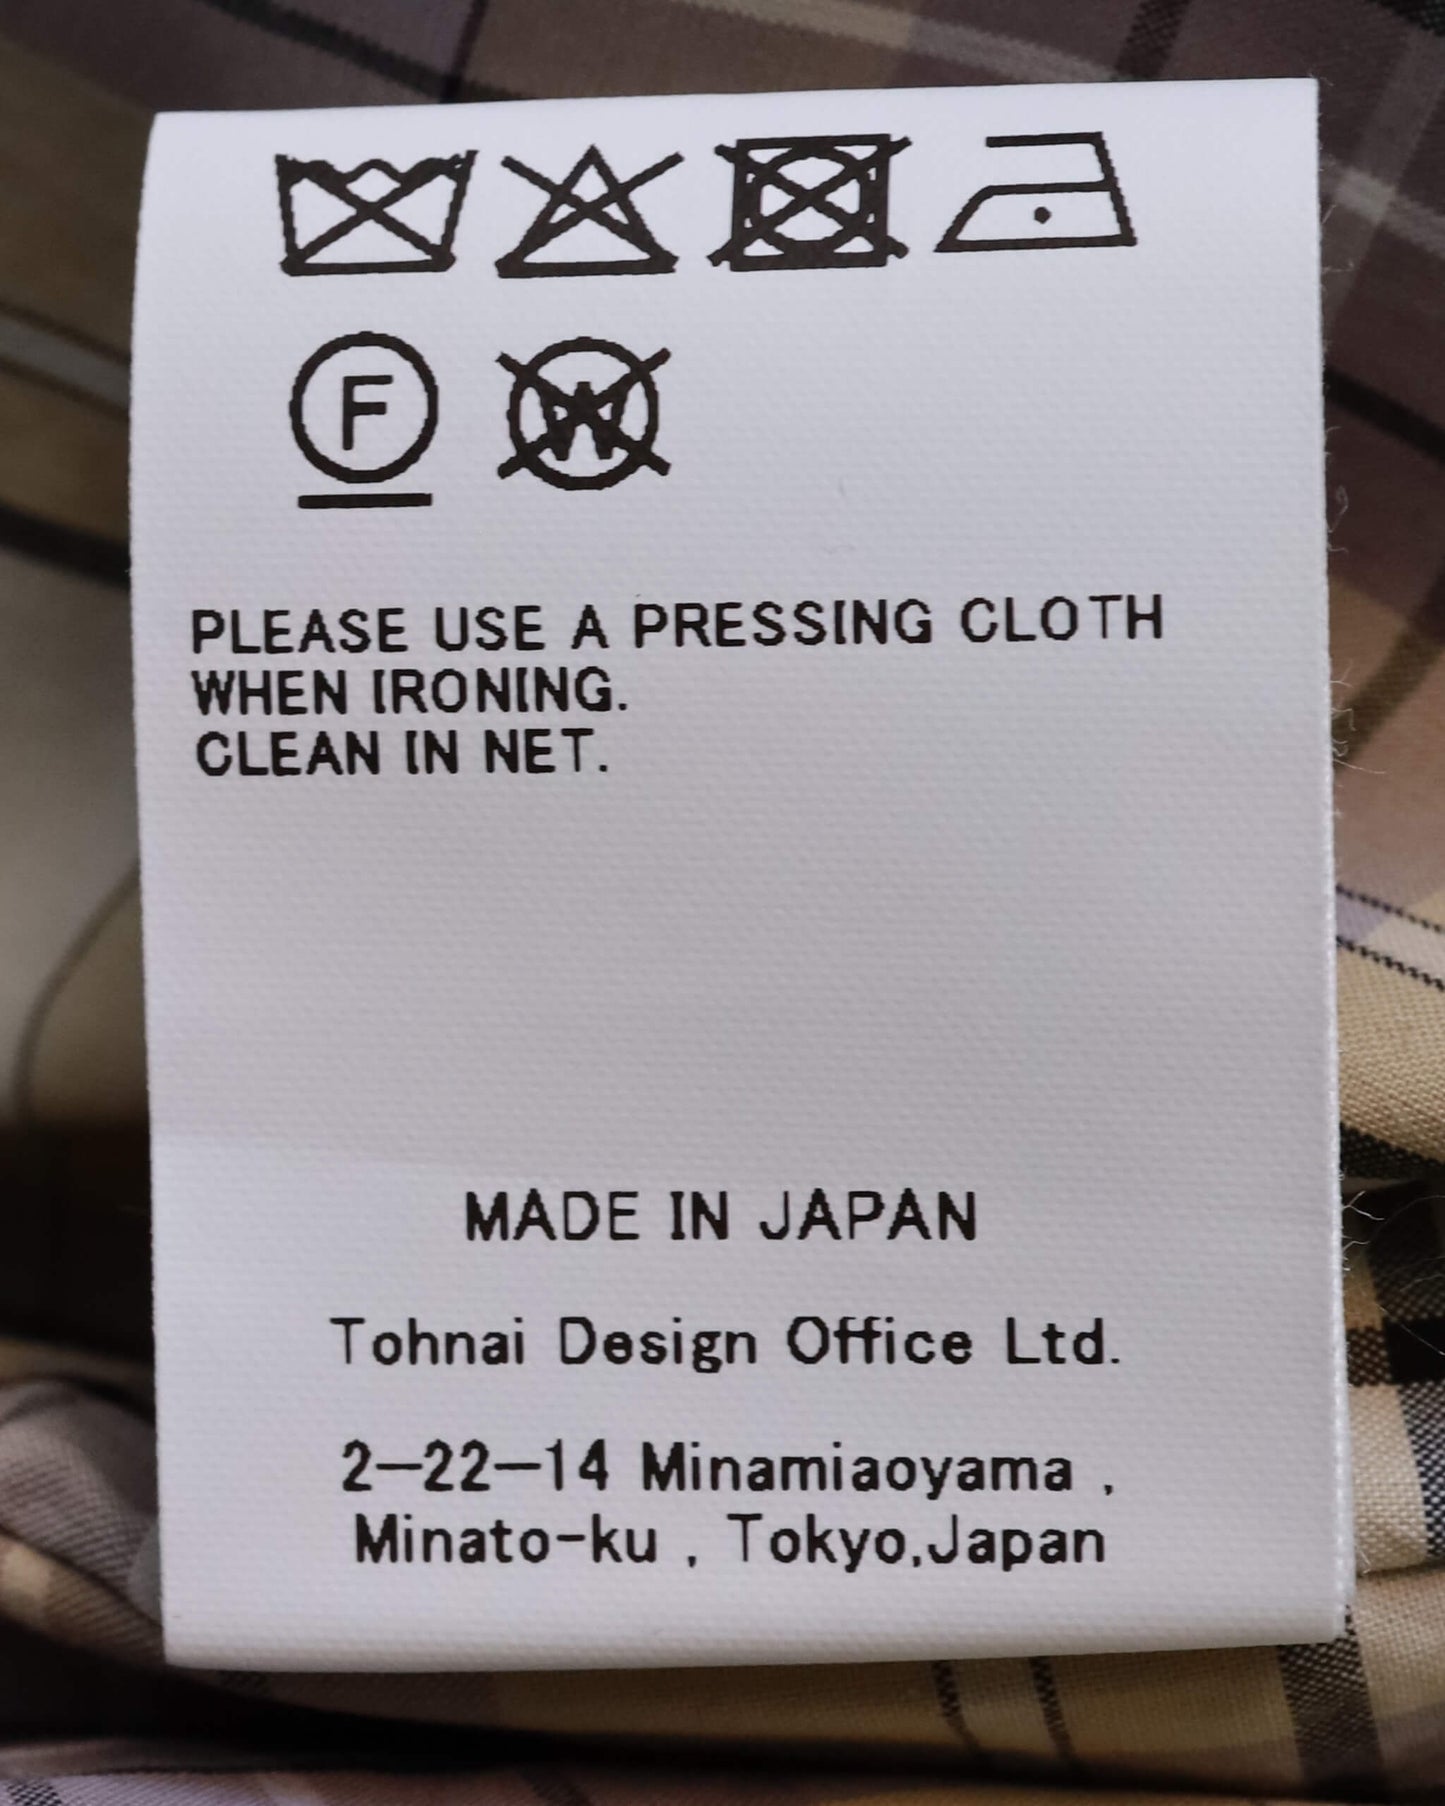 F W
PLEASE USE A PRESSING CLOTH
WHEN IRONING.
CLEAN IN NET.
MADE IN JAPAN
Tohnai Design Office Ltd.
2-22-14 Minamiaoyama ,
Minato-ku , Tokyo,Japan